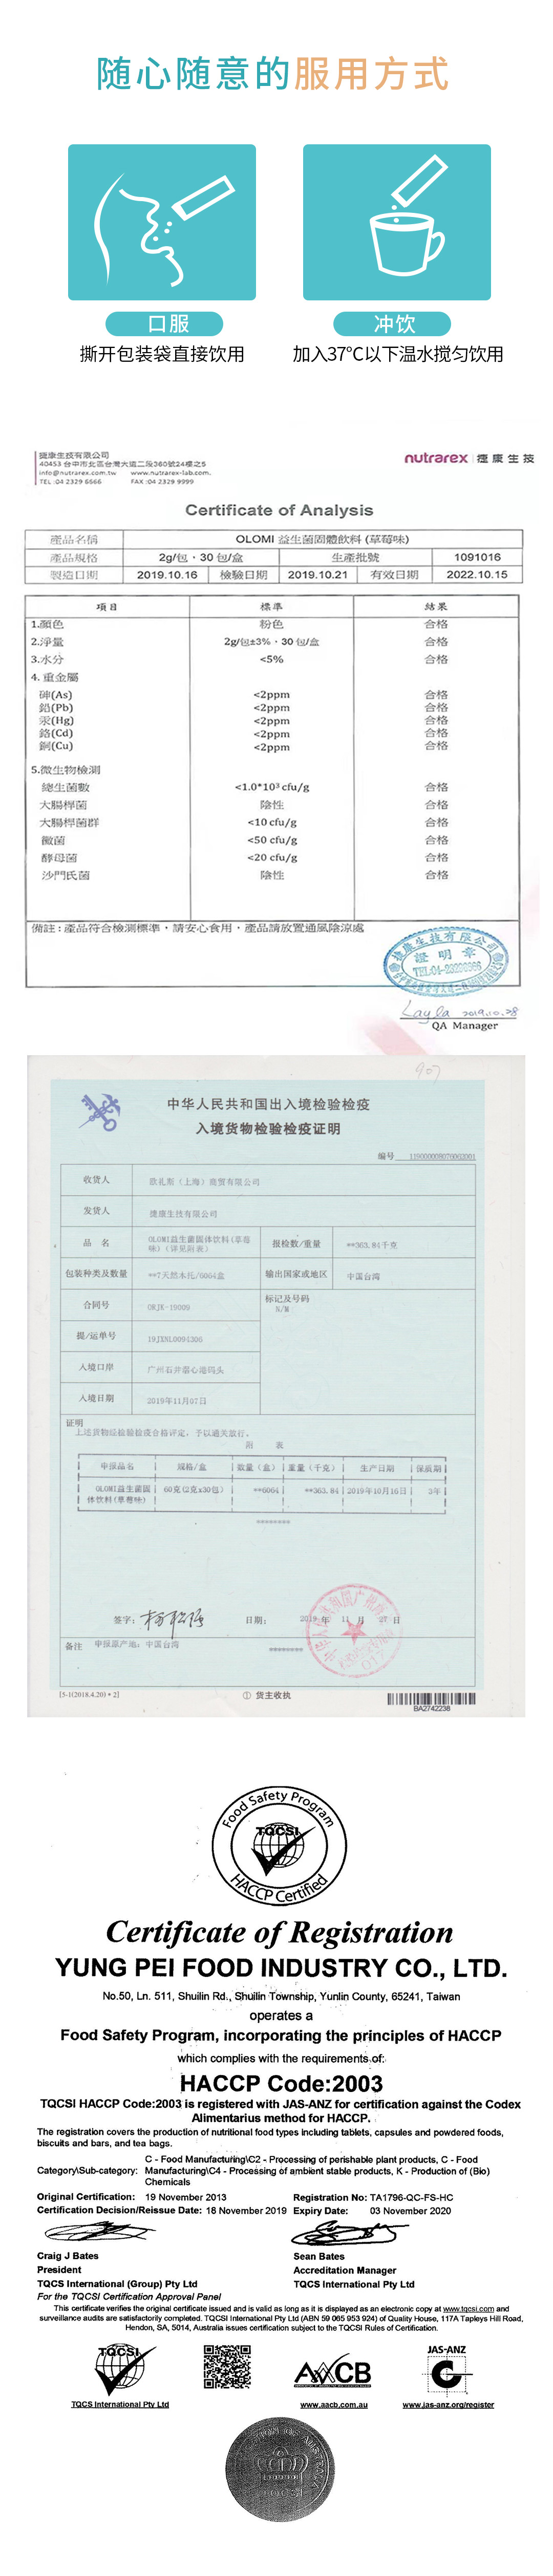 随心随意的服用方式
口服
冲饮
撕开包装袋直接饮用
加入37℃以下温水搅匀饮用
捷康生技有限公司
40453 台中市北區台灣大道二段360號24樓之5
info@nutrarex.com.tw www.nutrarex-lab.com.
TEL :04 2329 6666 FAX :04 2329 9999
nutrarex 捷康生技
Certificate of Analysis
產品名稱 OLOMI 益生菌固體飲料 (草莓味)
產品規格 2g/包・30 包/盒 生產批號 1091016
製造日期 2019.10.16 檢驗日期 2019.10.21 有效日期 2022.10.15
項目 標準 結果
1.顏色 粉色 合格
2.淨量 2g/包±3%・30 包/盒 合格
3.水分 <5% 合格
4. 重金屬
砷(As) <2ppm 合格
鉛(Pb) <2ppm 合格
汞(Hg) <2ppm 合格
鉻(Cd) <2ppm 合格
銅(Cu) <2ppm 合格
5.微生物檢測
總生菌數 <1.0*10³ cfu/g 合格
大腸桿菌 陰性 合格
大腸桿菌群 <10 cfu/g 合格
黴菌 <50 cfu/g 合格
酵母菌 <20 cfu/g 合格
沙門氏菌 陰性 合格
備註：產品符合檢測標準，請安心食用，產品請放置通風陰涼處
捷康生技有限公司
證明章
Layla 2019.10.28
QA Manager
907
中华人民共和国出入境检验检疫
入境货物检验检疫证明
编号
收货人 欧礼斯（上海）商贸有限公司
发货人 捷康生技有限公司
品 名 OLOMI益生菌固体饮料(草莓味)（详见附表） 报检数/重量 **363.84千克
包装种类及数量 **7天然木托/6064盒 输出国家或地区 中国台湾
合同号 ORJK-19009 标记及号码
N/M
提/运单号 19JXNL0094306
入境口岸
入境日期 2019年11月07日
证明
上述货物经检验检疫合格评定，予以通关放行。
附 表
申报品名 规格/盒 数量（盒） 重量（千克） 生产日期 保质期
OLOMI益生菌固体饮料(草莓味) 60克(2克x30包) **6064 **363.84 2019年10月16日 3年
********
签字：
日期： 2019 年 11 月 27 日
备注 申报原产地：中国台湾
********
[5-1(2018.4.20)*2] ① 货主收执
BA2742238
Food Safety Program
TQCSI
HACCP Certified
Certificate of Registration
YUNG PEI FOOD INDUSTRY CO., LTD.
No.50, Ln. 511, Shuilin Rd., Shuilin Township, Yunlin County, 65241, Taiwan
operates a
Food Safety Program, incorporating the principles of HACCP
which complies with the requirements of:
HACCP Code:2003
TQCSI HACCP Code:2003 is registered with JAS-ANZ for certification against the Codex
Alimentarius method for HACCP.
The registration covers the production of nutritional food types including tablets, capsules and powdered foods,
biscuits and bars, and tea bags.
C - Food Manufacturing\C2 - Processing of perishable plant products, C - Food
Category\Sub-category: Manufacturing\C4 - Processing of ambient stable products, K - Production of (Bio)
Chemicals
Original Certification: 19 November 2013 Registration No: TA1796-QC-FS-HC
Certification Decision/Reissue Date: 18 November 2019 Expiry Date: 03 November 2020
Craig J Bates Sean Bates
President Accreditation Manager
TQCS International (Group) Pty Ltd TQCS International Pty Ltd
For the TQCSI Certification Approval Panel
This certificate verifies the original certificate issued and is valid as long as it is displayed as an electronic copy at www.tqcsi.com and
surveillance audits are satisfactorily completed. TQCSI International Pty Ltd (ABN 59 065 953 924) of Quality House, 117A Tapleys Hill Road,
Hendon, SA, 5014, Australia issues certification subject to the TQCSI Rules of Certification.
TQCSI AACB JAS-ANZ
TQCS International Pty Ltd www.aacb.com.au www.jas-anz.org/register